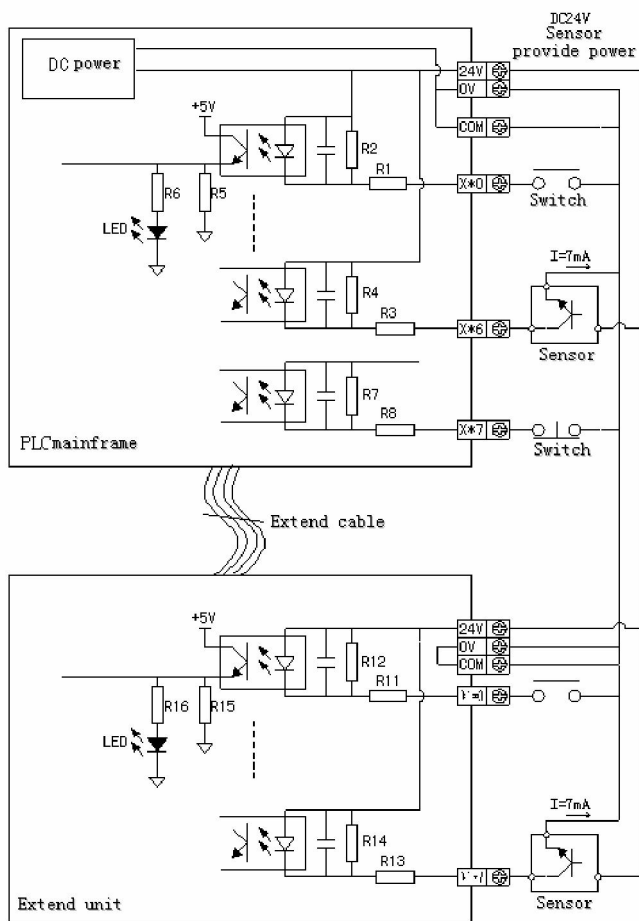 DC24V
Sensor
provide power
DC power
24V
0V
+5V
COM
R2
R1
X*0
R6
R5
Switch
LED
I=7mA
R4
R3
X*6
Sensor
R7
R8
X*7
PLCmainframe
Switch
Extend cable
+5V
24V
0V
R12
COM
R11
R16
R15
LED
I=7mA
R14
R13
Extend unit
Sensor